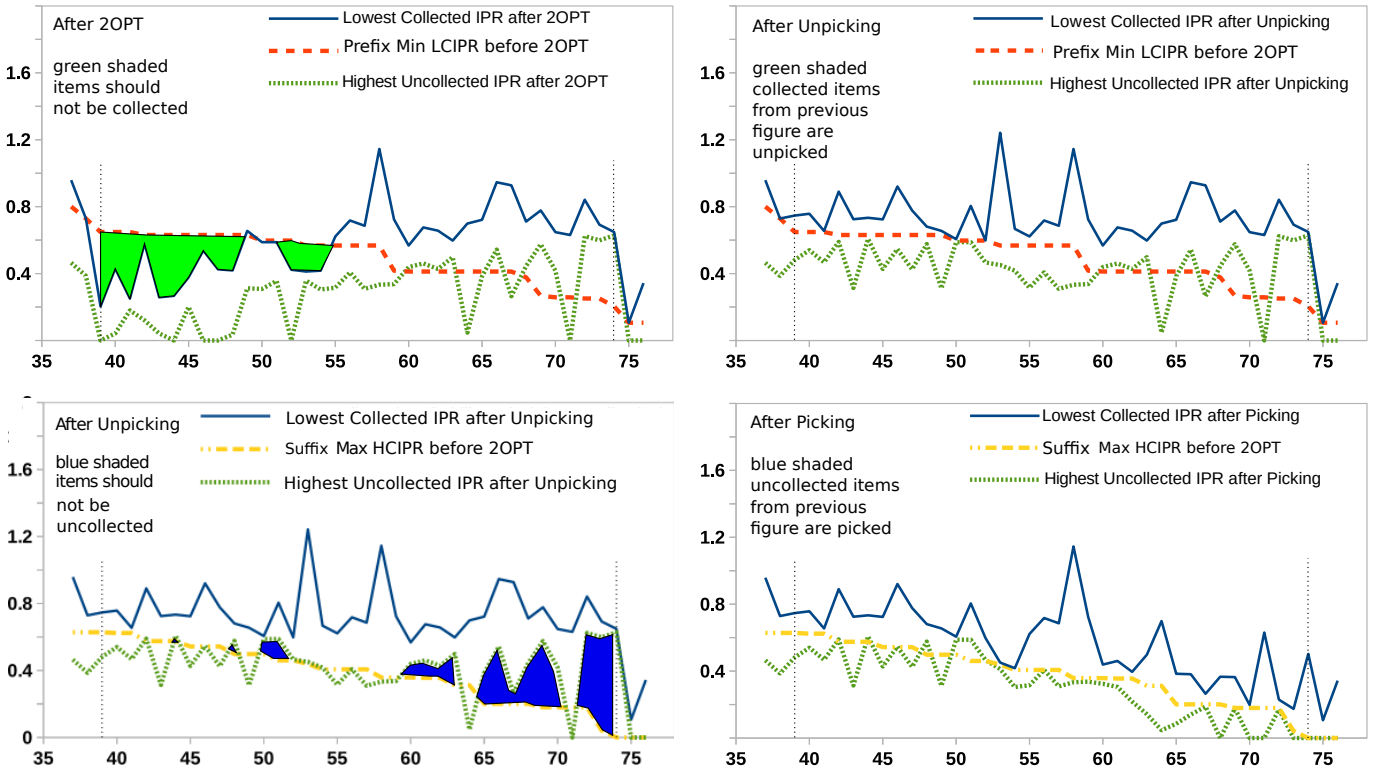 After 2OPT
Lowest Collected IPR after 2OPT
Prefix Min LCIPR before 2OPT
Highest Uncollected IPR after 2OPT
green shaded
items should
not be collected
1.6
1.2
0.8
0.4
35 40 45 50 55 60 65 70 75
After Unpicking
Lowest Collected IPR after Unpicking
Prefix Min LCIPR before 2OPT
Highest Uncollected IPR after Unpicking
green shaded
collected items
from previous
figure are
unpicked
1.6
1.2
0.8
0.4
35 40 45 50 55 60 65 70 75
After Unpicking
Lowest Collected IPR after Unpicking
Suffix Max HCIPR before 2OPT
Highest Uncollected IPR after Unpicking
blue shaded
items should
not be
uncollected
1.6
1.2
0.8
0.4
0
35 40 45 50 55 60 65 70 75
After Picking
Lowest Collected IPR after Picking
Suffix Max HCIPR before 2OPT
Highest Uncollected IPR after Picking
blue shaded
uncollected items
from previous
figure are picked
1.6
1.2
0.8
0.4
35 40 45 50 55 60 65 70 75